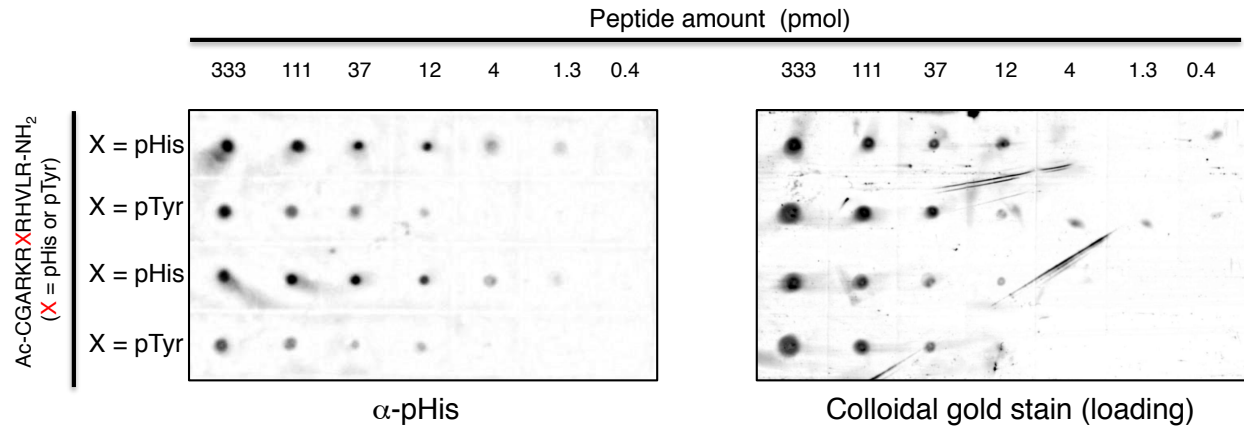 Peptide amount (pmol)
333 111 37 12 4 1.3 0.4
333 111 37 12 4 1.3 0.4
Ac-CGARKRXRHVLR-NH₂
(X = pHis or pTyr)
X = pHis
X = pTyr
X = pHis
X = pTyr
α-pHis
Colloidal gold stain (loading)